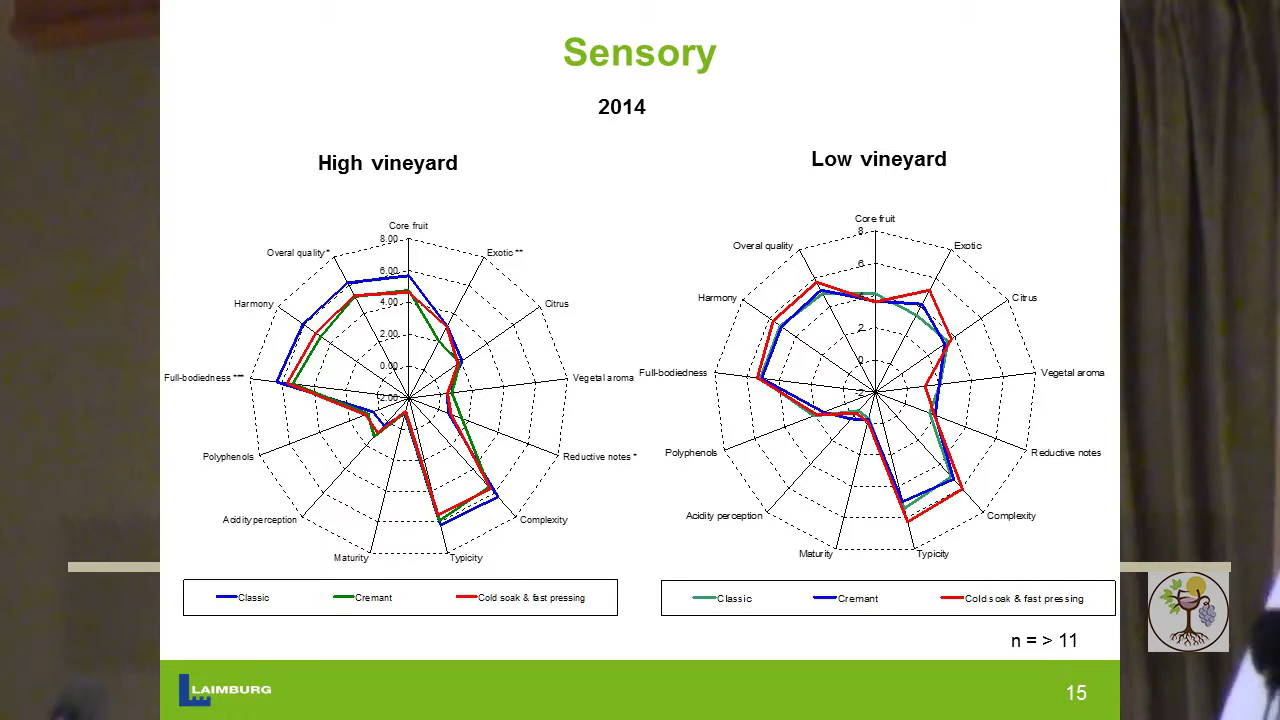 Sensory
2014
High vineyard
Low vineyard
Core fruit
8.00
6.00
4.00
2.00
0.00
Exotic **
Citrus
Vegetal aroma
Reductive notes *
Complexity
Typicity
Maturity
Acidity perception
Polyphenols
Full-bodiedness ***
Harmony
Overal quality *
Classic
Cremant
Cold soak & fast pressing
Core fruit
8
6
4
2
0
-2
Exotic
Citrus
Vegetal aroma
Reductive notes
Complexity
Typicity
Maturity
Acidity perception
Polyphenols
Full-bodiedness
Harmony
Overal quality
Classic
Cremant
Cold soak & fast pressing
n = > 11
LAIMBURG
15